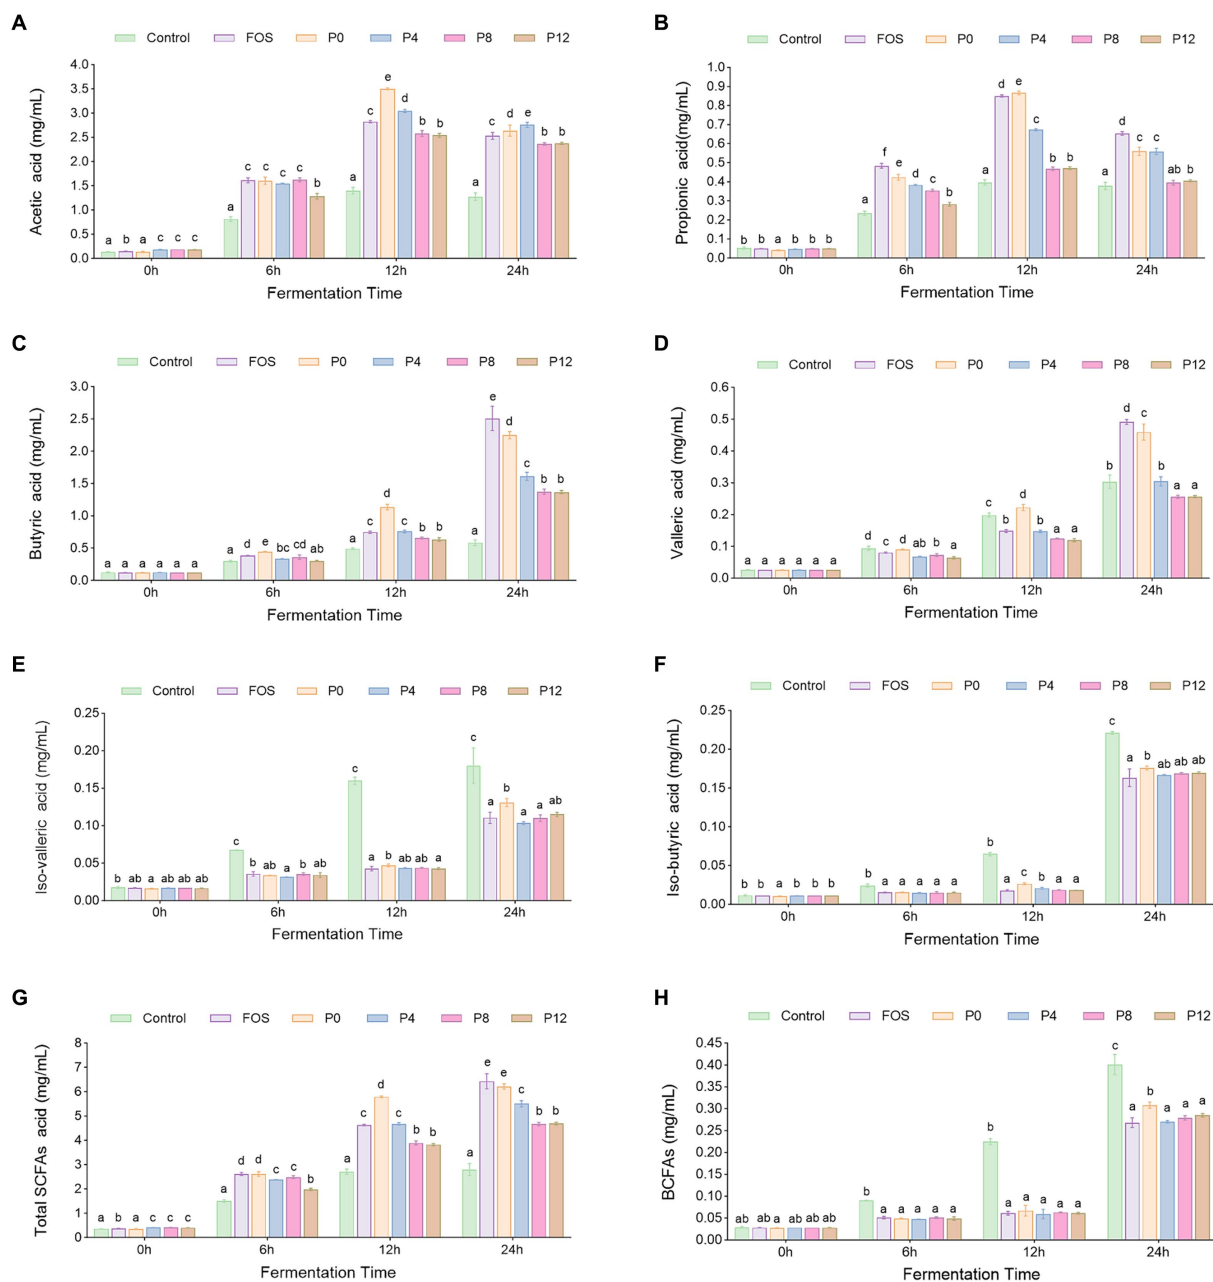 A
Control FOS P0 P4 P8 P12
Acetic acid (mg/mL)
4.0
3.5
3.0
2.5
2.0
1.5
1.0
0.5
0.0
a b a c c c
a c c c c b
a c e d b b
a c d e b b
0h 6h 12h 24h
Fermentation Time
B
Control FOS P0 P4 P8 P12
Propionic acid(mg/mL)
1.0
0.9
0.8
0.7
0.6
0.5
0.4
0.3
0.2
0.1
0.0
b b a b b b
a f e d c b
a d e c b b
a d c c ab b
0h 6h 12h 24h
Fermentation Time
C
Control FOS P0 P4 P8 P12
Butyric acid (mg/mL)
3.0
2.5
2.0
1.5
1.0
0.5
0.0
a a a a a a
a d e bc cd ab
a c d c b b
a e d c b b
0h 6h 12h 24h
Fermentation Time
D
Control FOS P0 P4 P8 P12
Valleric acid (mg/mL)
0.6
0.5
0.4
0.3
0.2
0.1
0.0
a a a a a a
d c d ab b a
c b d b a a
b d c b a a
0h 6h 12h 24h
Fermentation Time
E
Control FOS P0 P4 P8 P12
Iso-valleric acid (mg/mL)
0.25
0.20
0.15
0.10
0.05
0.00
b ab a ab ab ab
c b ab a b ab
c a b ab ab a
c a b a a ab
0h 6h 12h 24h
Fermentation Time
F
Control FOS P0 P4 P8 P12
Iso-butyric acid (mg/mL)
0.25
0.20
0.15
0.10
0.05
0.00
b b a b b b
b a a a a a
b a c b a a
c a b ab ab ab
0h 6h 12h 24h
Fermentation Time
G
Control FOS P0 P4 P8 P12
Total SCFAs acid (mg/mL)
8
7
6
5
4
3
2
1
0
a b a c c c
a d d c c b
a c d c b b
a e e c b b
0h 6h 12h 24h
Fermentation Time
H
Control FOS P0 P4 P8 P12
BCFAs (mg/mL)
0.45
0.40
0.35
0.30
0.25
0.20
0.15
0.10
0.05
0.00
ab ab a ab ab ab
b a a a a a
b a a a a a
c a b a a a
0h 6h 12h 24h
Fermentation Time